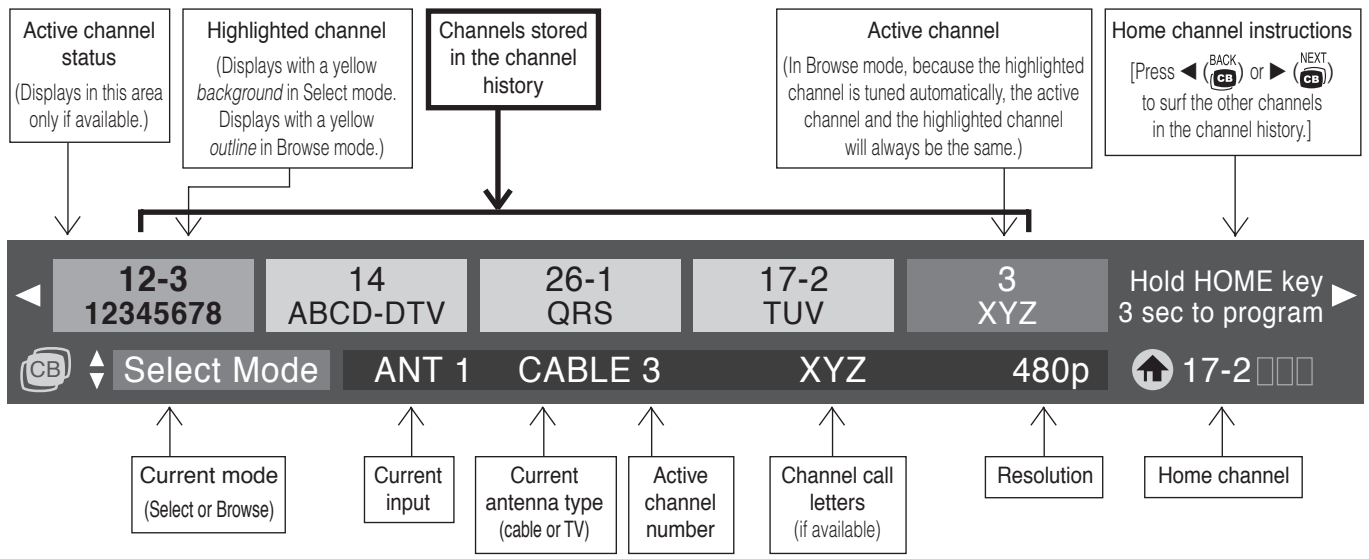 Active channel
status
(Displays in this area
only if available.)
Highlighted channel
(Displays with a yellow
background in Select mode.
Displays with a yellow
outline in Browse mode.)
Channels stored
in the channel
history
Active channel
(In Browse mode, because the highlighted
channel is tuned automatically, the active
channel and the highlighted channel
will always be the same.)
Home channel instructions
[Press ◀ (BACK CB) or ▶ (NEXT CB)
to surf the other channels
in the channel history.]
12-3
12345678
14
ABCD-DTV
26-1
QRS
17-2
TUV
3
XYZ
Hold HOME key
3 sec to program
CB Select Mode ANT 1 CABLE 3 XYZ 480p 17-2
Current mode
(Select or Browse)
Current
input
Current
antenna type
(cable or TV)
Active
channel
number
Channel call
letters
(if available)
Resolution
Home channel